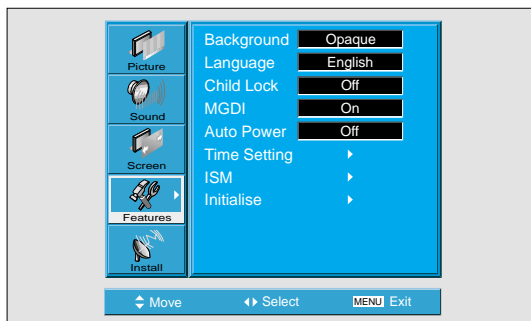 Picture
Sound
Screen
Features
Install
Background Opaque
Language English
Child Lock Off
MGDI On
Auto Power Off
Time Setting
ISM
Initialise
Move Select MENU Exit